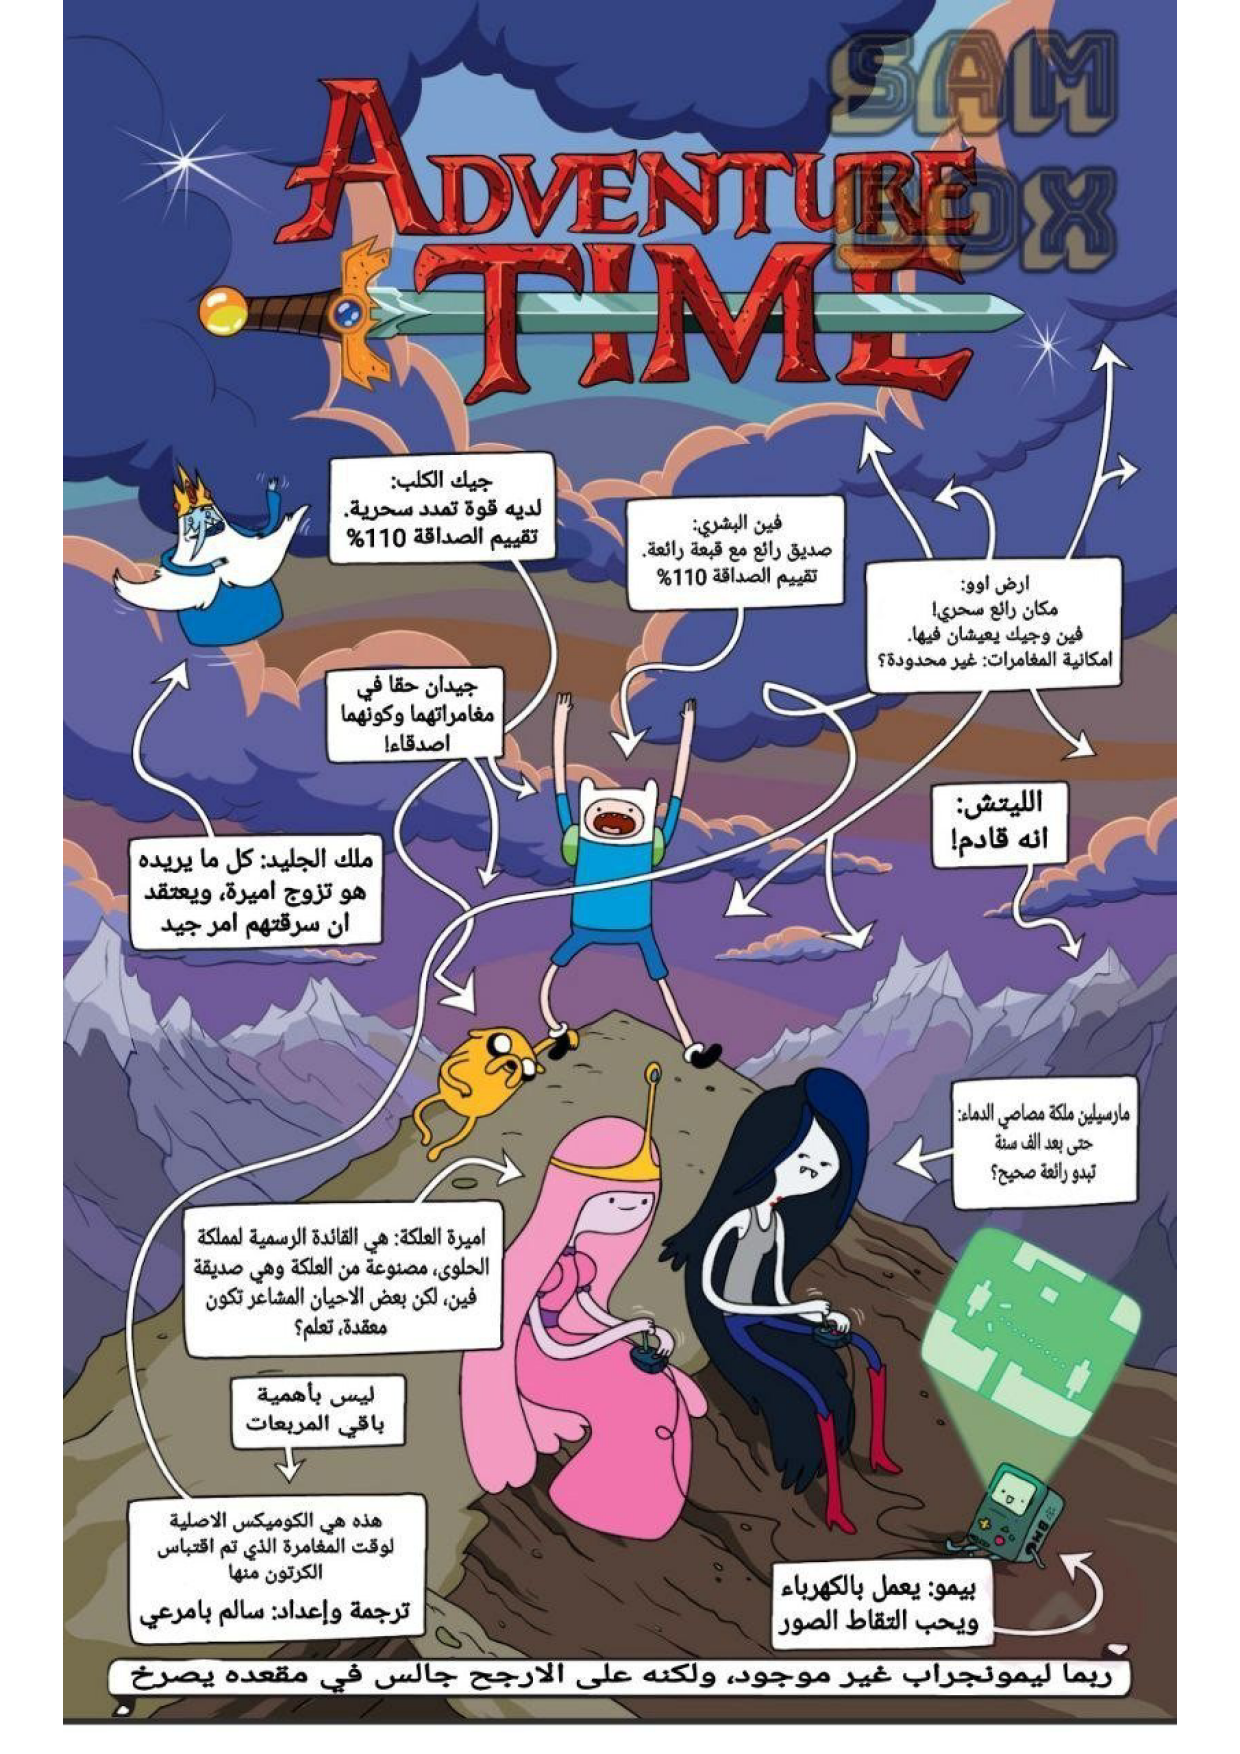 SAM
BOX
ADVENTURE
TIME
جيك الكلب:
لديه قوة تمدد سحرية.
تقييم الصداقة 110%
فين البشري:
صديق رائع مع قبعة رائعة.
تقييم الصداقة 110%
ارض اوو:
مكان رائع سحري!
فين وجيك يعيشان فيها.
امكانية المغامرات: غير محدودة؟
جيدان حقا في
مغامراتهما وكونهما
اصدقاء!
الليتش:
انه قادم!
ملك الجليد: كل ما يريده
هو تزوج اميرة، ويعتقد
ان سرقتهم امر جيد
مارسيلين ملكة مصاصي الدماء:
حتى بعد الف سنة
تبدو رائعة صحيح؟
اميرة العلكة: هي القائدة الرسمية لمملكة
الحلوى، مصنوعة من العلكة وهي صديقة
فين، لكن بعض الاحيان المشاعر تكون
معقدة، تعلم؟
ليس بأهمية
باقي المربعات
هذه هي الكوميكس الاصلية
لوقت المغامرة الذي تم اقتباس
الكرتون منها
ترجمة وإعداد: سالم بامرعي
BMO
بيمو: يعمل بالكهرباء
ويحب التقاط الصور
ربما ليمونجراب غير موجود، ولكنه على الارجح جالس في مقعده يصرخ